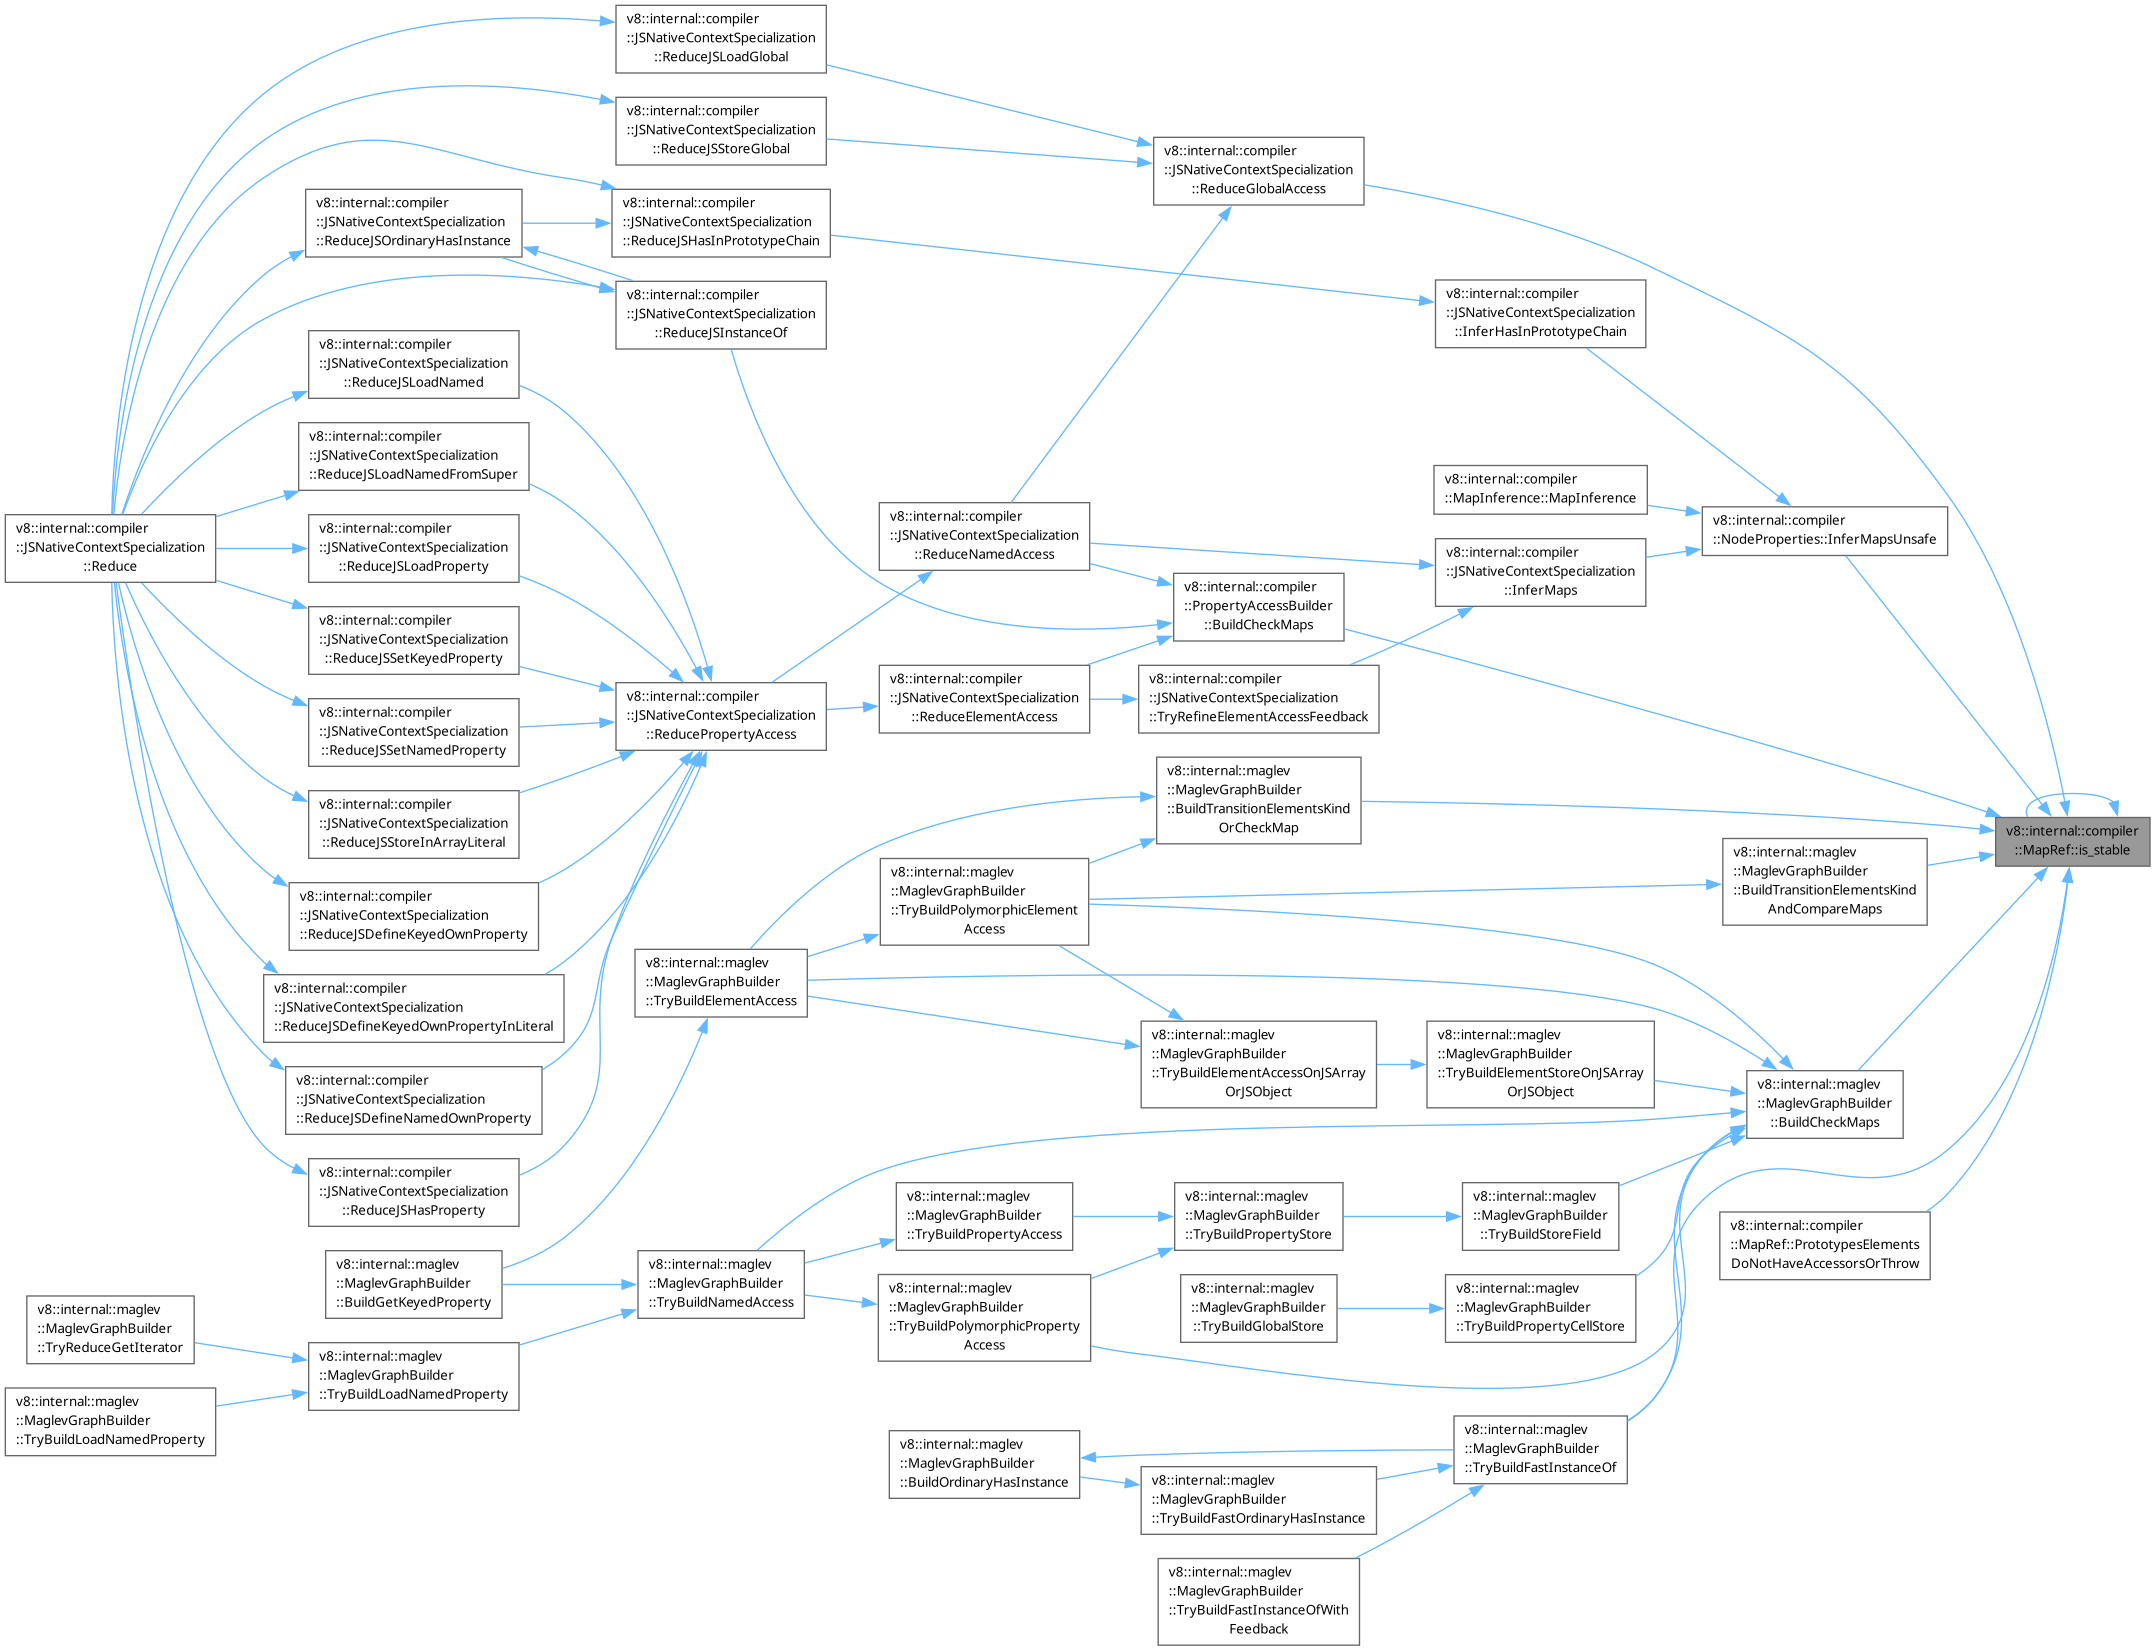 v8::internal::compiler
::JSNativeContextSpecialization
::ReduceJSLoadGlobal
v8::internal::compiler
::JSNativeContextSpecialization
::ReduceJSStoreGlobal
v8::internal::compiler
::JSNativeContextSpecialization
::ReduceGlobalAccess
v8::internal::compiler
::JSNativeContextSpecialization
::ReduceJSOrdinaryHasInstance
v8::internal::compiler
::JSNativeContextSpecialization
::ReduceJSHasInPrototypeChain
v8::internal::compiler
::JSNativeContextSpecialization
::ReduceJSInstanceOf
v8::internal::compiler
::JSNativeContextSpecialization
::InferHasInPrototypeChain
v8::internal::compiler
::JSNativeContextSpecialization
::ReduceJSLoadNamed
v8::internal::compiler
::JSNativeContextSpecialization
::ReduceJSLoadNamedFromSuper
v8::internal::compiler
::MapInference::MapInference
v8::internal::compiler
::JSNativeContextSpecialization
::Reduce
v8::internal::compiler
::JSNativeContextSpecialization
::ReduceJSLoadProperty
v8::internal::compiler
::JSNativeContextSpecialization
::ReduceNamedAccess
v8::internal::compiler
::NodeProperties::InferMapsUnsafe
v8::internal::compiler
::JSNativeContextSpecialization
::InferMaps
v8::internal::compiler
::PropertyAccessBuilder
::BuildCheckMaps
v8::internal::compiler
::JSNativeContextSpecialization
::ReduceJSSetKeyedProperty
v8::internal::compiler
::JSNativeContextSpecialization
::ReducePropertyAccess
v8::internal::compiler
::JSNativeContextSpecialization
::ReduceElementAccess
v8::internal::compiler
::JSNativeContextSpecialization
::TryRefineElementAccessFeedback
v8::internal::compiler
::JSNativeContextSpecialization
::ReduceJSSetNamedProperty
v8::internal::maglev
::MaglevGraphBuilder
::BuildTransitionElementsKind
OrCheckMap
v8::internal::compiler
::JSNativeContextSpecialization
::ReduceJSStoreInArrayLiteral
v8::internal::compiler
::MapRef::is_stable
v8::internal::maglev
::MaglevGraphBuilder
::BuildTransitionElementsKind
AndCompareMaps
v8::internal::maglev
::MaglevGraphBuilder
::TryBuildPolymorphicElement
Access
v8::internal::compiler
::JSNativeContextSpecialization
::ReduceJSDefineKeyedOwnProperty
v8::internal::maglev
::MaglevGraphBuilder
::TryBuildElementAccess
v8::internal::compiler
::JSNativeContextSpecialization
::ReduceJSDefineKeyedOwnPropertyInLiteral
v8::internal::maglev
::MaglevGraphBuilder
::TryBuildElementAccessOnJSArray
OrJSObject
v8::internal::maglev
::MaglevGraphBuilder
::TryBuildElementStoreOnJSArray
OrJSObject
v8::internal::maglev
::MaglevGraphBuilder
::BuildCheckMaps
v8::internal::compiler
::JSNativeContextSpecialization
::ReduceJSDefineNamedOwnProperty
v8::internal::compiler
::JSNativeContextSpecialization
::ReduceJSHasProperty
v8::internal::maglev
::MaglevGraphBuilder
::TryBuildPropertyAccess
v8::internal::maglev
::MaglevGraphBuilder
::TryBuildPropertyStore
v8::internal::maglev
::MaglevGraphBuilder
::TryBuildStoreField
v8::internal::compiler
::MapRef::PrototypesElements
DoNotHaveAccessorsOrThrow
v8::internal::maglev
::MaglevGraphBuilder
::BuildGetKeyedProperty
v8::internal::maglev
::MaglevGraphBuilder
::TryBuildNamedAccess
v8::internal::maglev
::MaglevGraphBuilder
::TryBuildPolymorphicProperty
Access
v8::internal::maglev
::MaglevGraphBuilder
::TryBuildGlobalStore
v8::internal::maglev
::MaglevGraphBuilder
::TryBuildPropertyCellStore
v8::internal::maglev
::MaglevGraphBuilder
::TryReduceGetIterator
v8::internal::maglev
::MaglevGraphBuilder
::TryBuildLoadNamedProperty
v8::internal::maglev
::MaglevGraphBuilder
::TryBuildLoadNamedProperty
v8::internal::maglev
::MaglevGraphBuilder
::BuildOrdinaryHasInstance
v8::internal::maglev
::MaglevGraphBuilder
::TryBuildFastInstanceOf
v8::internal::maglev
::MaglevGraphBuilder
::TryBuildFastOrdinaryHasInstance
v8::internal::maglev
::MaglevGraphBuilder
::TryBuildFastInstanceOfWith
Feedback